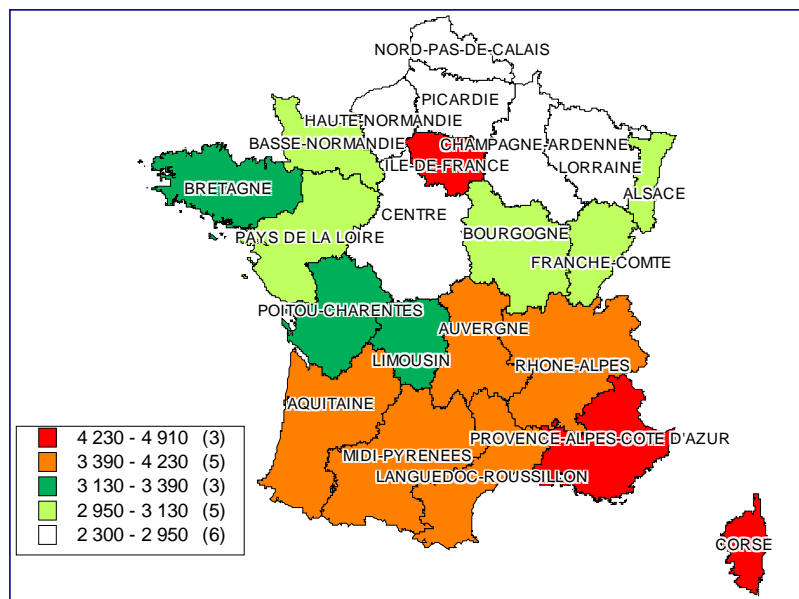 NORD-PAS-DE-CALAIS
PICARDIE
HAUTE-NORMANDIE
BASSE-NORMANDIE
CHAMPAGNE-ARDENNE
ILE-DE-FRANCE
LORRAINE
ALSACE
BRETAGNE
CENTRE
PAYS DE LA LOIRE
BOURGOGNE
FRANCHE-COMTE
POITOU-CHARENTES
AUVERGNE
LIMOUSIN
RHONE-ALPES
AQUITAINE
PROVENCE-ALPES-COTE D'AZUR
MIDI-PYRENEES
LANGUEDOC-ROUSSILLON
CORSE
4 230 - 4 910 (3)
3 390 - 4 230 (5)
3 130 - 3 390 (3)
2 950 - 3 130 (5)
2 300 - 2 950 (6)